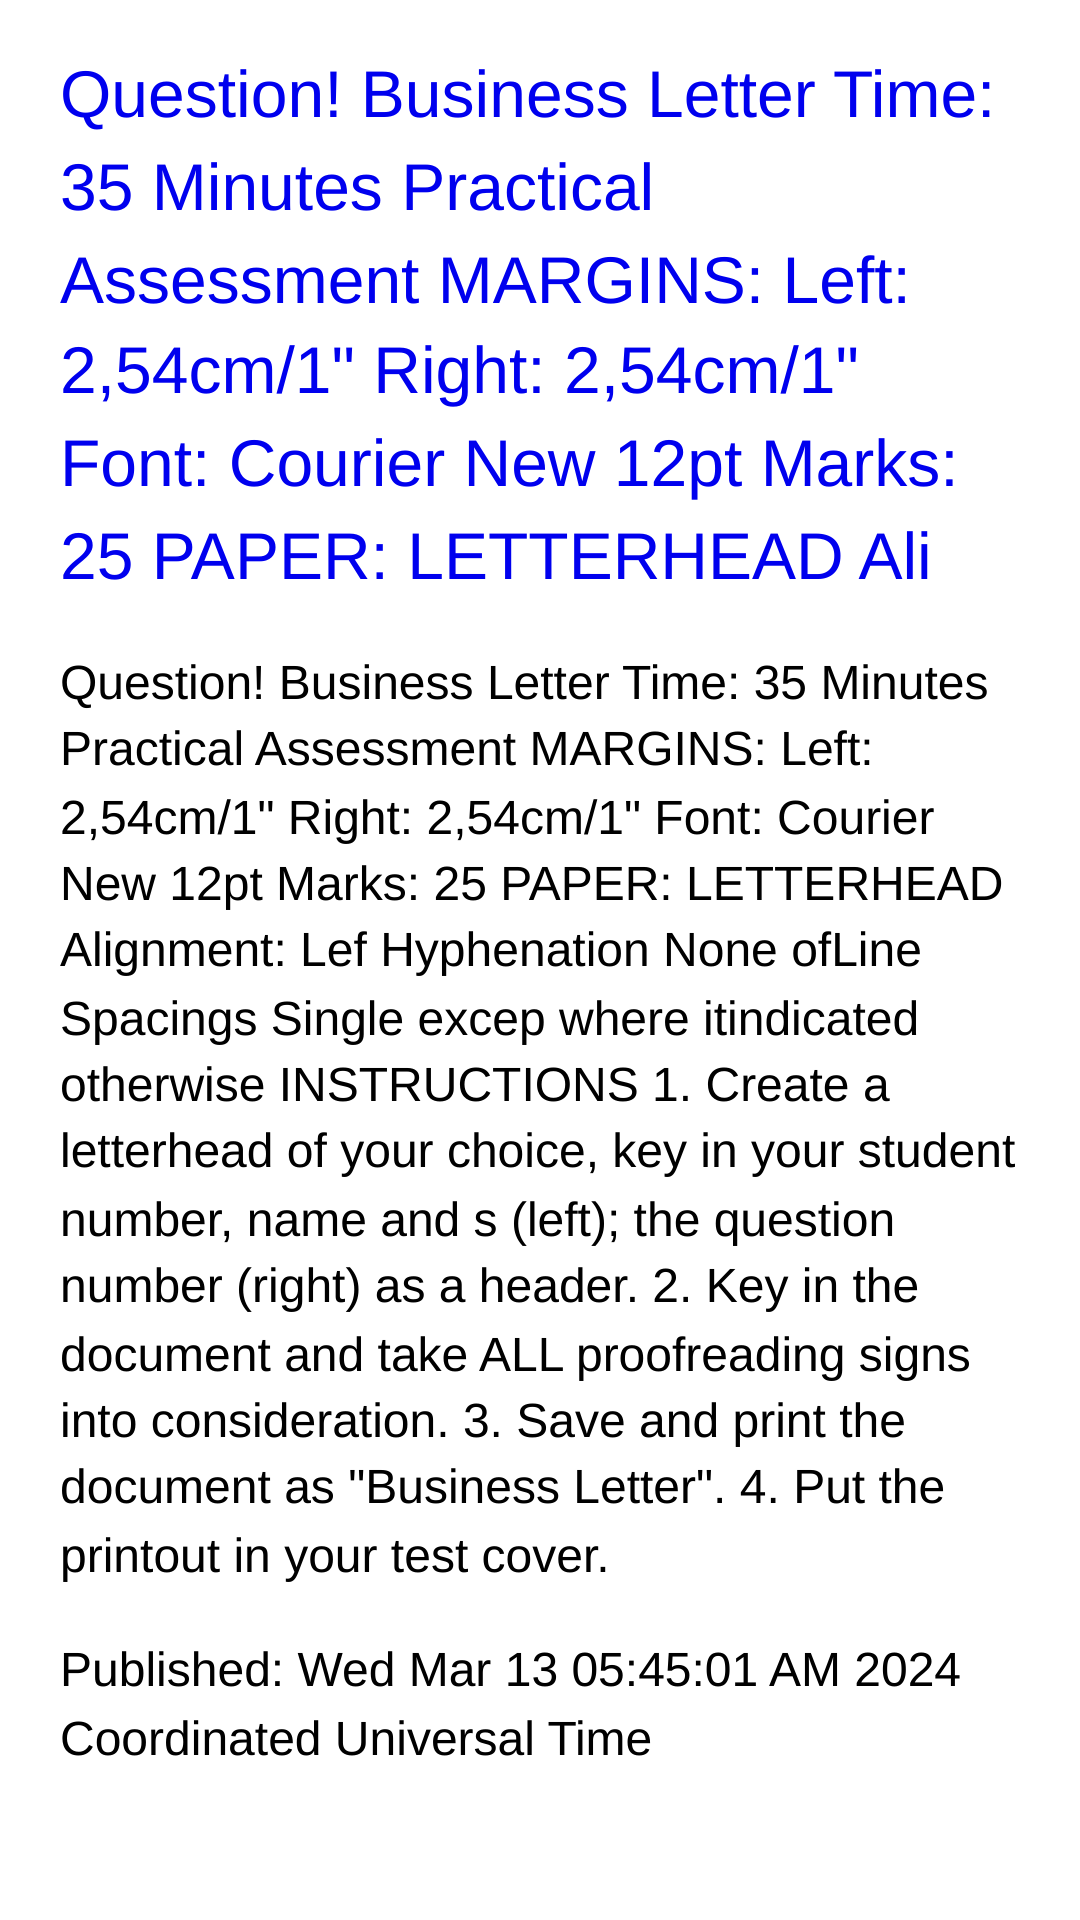 Question! Business Letter Time:
35 Minutes Practical
Assessment MARGINS: Left:
2,54cm/1" Right: 2,54cm/1"
Font: Courier New 12pt Marks:
25 PAPER: LETTERHEAD Ali
Question! Business Letter Time: 35 Minutes
Practical Assessment MARGINS: Left:
2,54cm/1" Right: 2,54cm/1" Font: Courier
New 12pt Marks: 25 PAPER: LETTERHEAD
Alignment: Lef Hyphenation None ofLine
Spacings Single excep where itindicated
otherwise INSTRUCTIONS 1. Create a
letterhead of your choice, key in your student
number, name and s (left); the question
number (right) as a header. 2. Key in the
document and take ALL proofreading signs
into consideration. 3. Save and print the
document as "Business Letter". 4. Put the
printout in your test cover.
Published: Wed Mar 13 05:45:01 AM 2024
Coordinated Universal Time